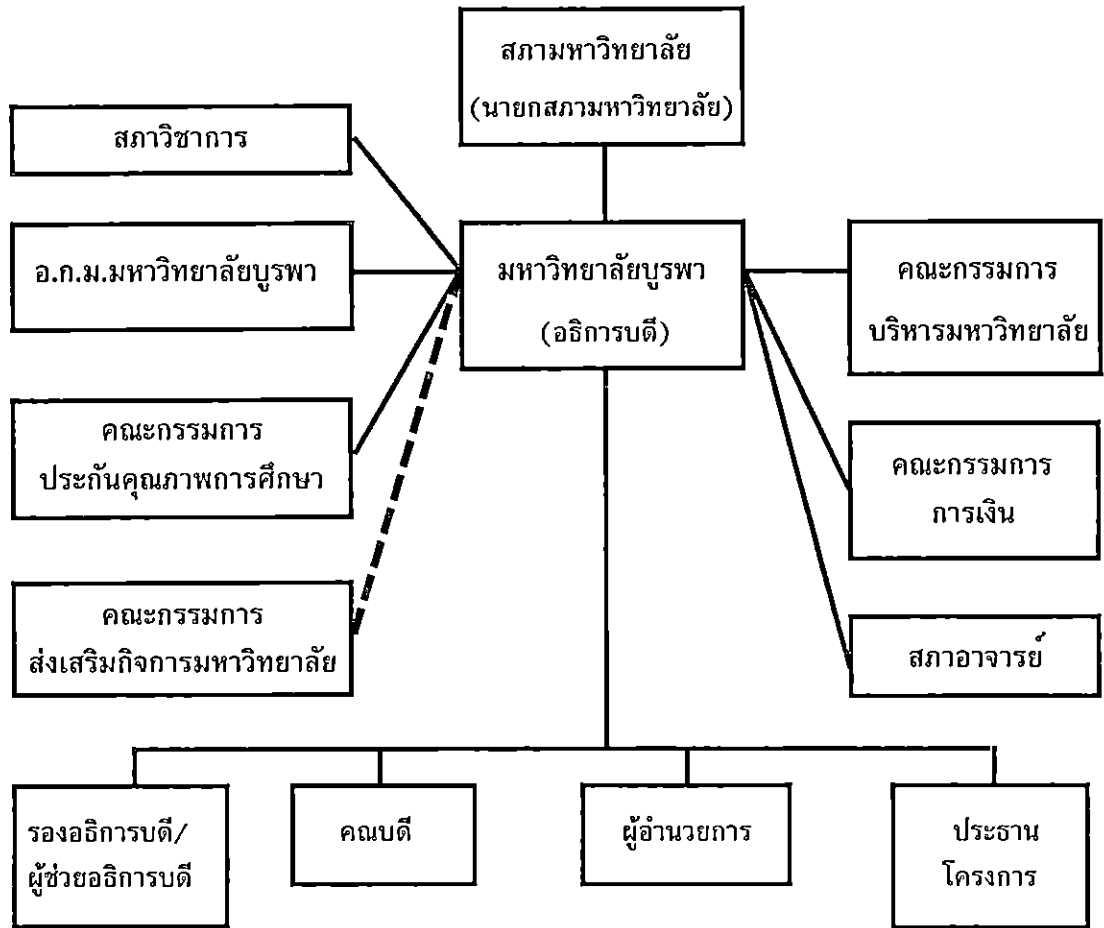 สภามหาวิทยาลัย
(นายกสภามหาวิทยาลัย)
สภาวิชาการ
อ.ก.ม.มหาวิทยาลัยบูรพา
มหาวิทยาลัยบูรพา
(อธิการบดี)
คณะกรรมการ
บริหารมหาวิทยาลัย
คณะกรรมการ
ประกันคุณภาพการศึกษา
คณะกรรมการ
การเงิน
คณะกรรมการ
ส่งเสริมกิจการมหาวิทยาลัย
สภาอาจารย์
รองอธิการบดี/
ผู้ช่วยอธิการบดี
คณบดี
ผู้อำนวยการ
ประธาน
โครงการ